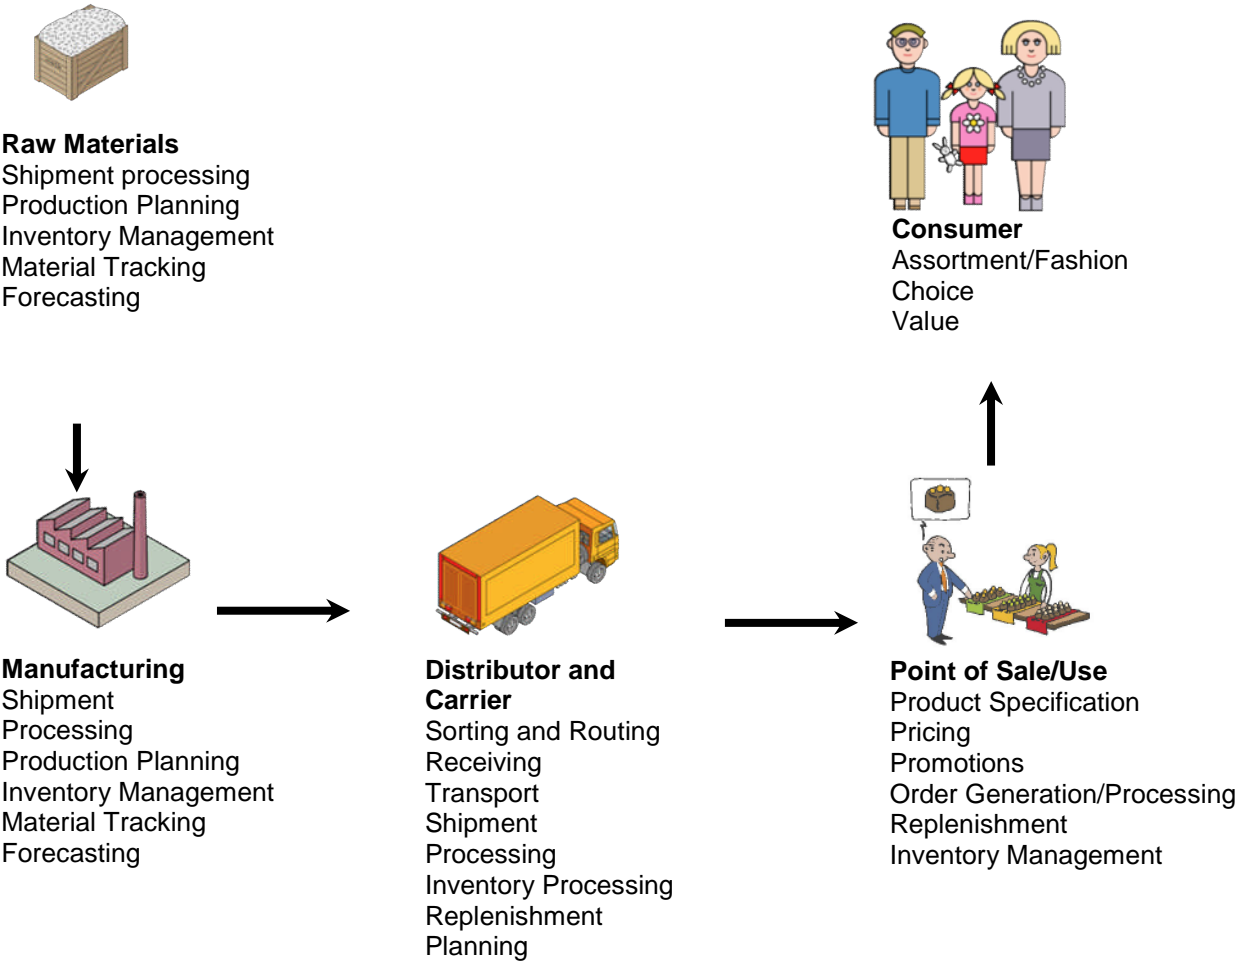 Raw Materials
Shipment processing
Production Planning
Inventory Management
Material Tracking
Forecasting
Consumer
Assortment/Fashion
Choice
Value
Manufacturing
Shipment
Processing
Production Planning
Inventory Management
Material Tracking
Forecasting
Distributor and
Carrier
Sorting and Routing
Receiving
Transport
Shipment
Processing
Inventory Processing
Replenishment
Planning
Point of Sale/Use
Product Specification
Pricing
Promotions
Order Generation/Processing
Replenishment
Inventory Management